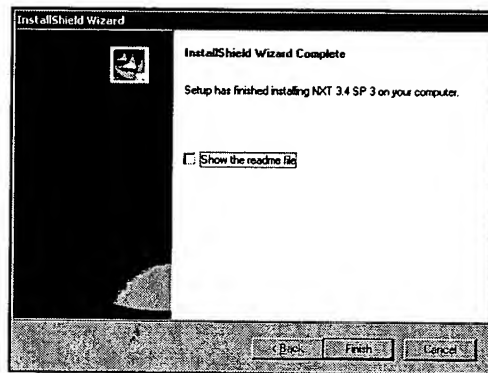 InstallShield Wizard
InstallShield Wizard Complete
Setup has finished installing NXT 3.4 SP 3 on your computer.
Show the readme file
< Back
Finish
Cancel